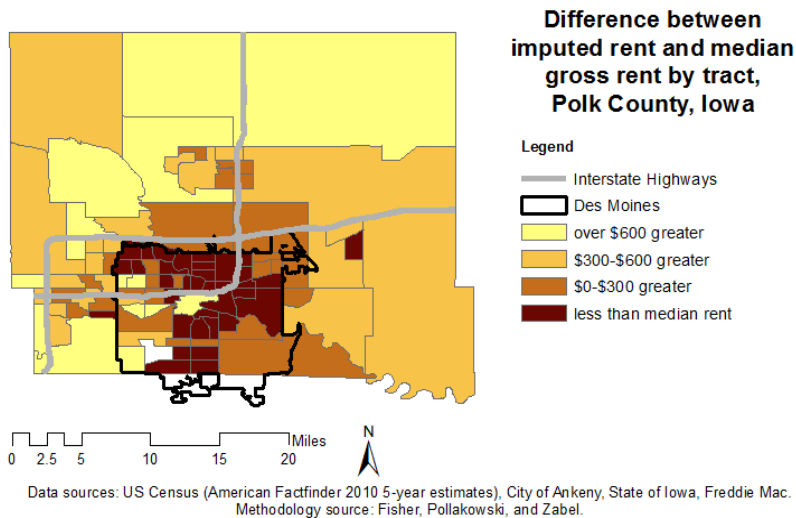 Difference between
imputed rent and median
gross rent by tract,
Polk County, Iowa
Legend
Interstate Highways
Des Moines
over $600 greater
$300-$600 greater
$0-$300 greater
less than median rent
Miles
0 2.5 5 10 15 20
N
Data sources: US Census (American Factfinder 2010 5-year estimates), City of Ankeny, State of Iowa, Freddie Mac.
Methodology source: Fisher, Pollakowski, and Zabel.